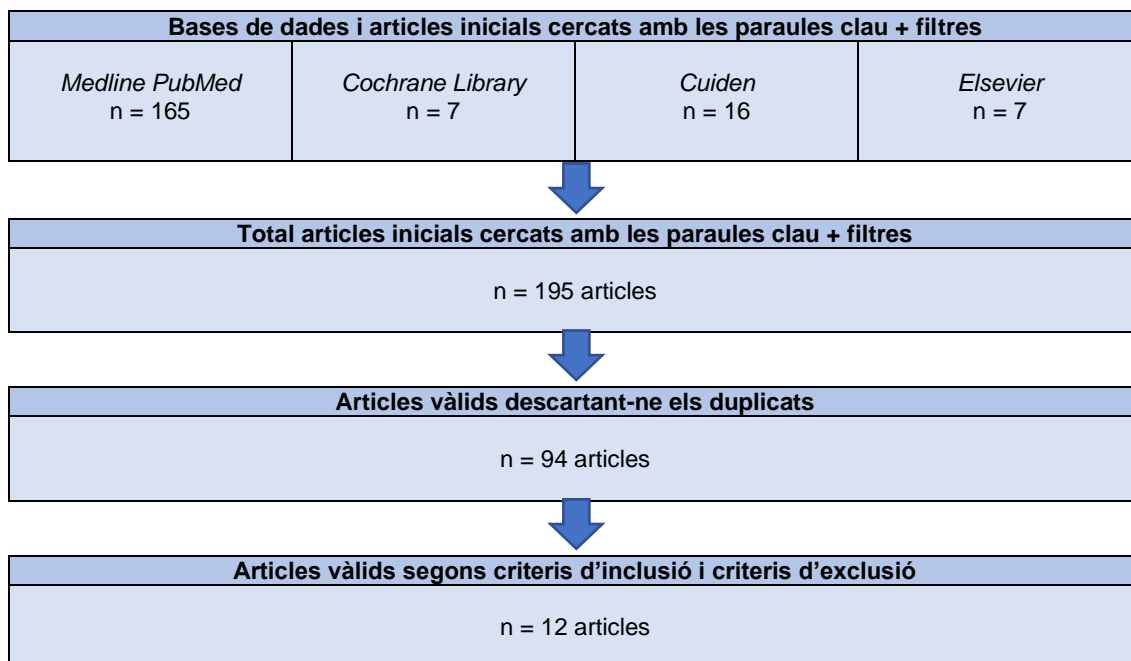 Bases de dades i articles inicials cercats amb les paraules clau + filtres
Medline PubMed
n = 165
Cochrane Library
n = 7
Cuiden
n = 16
Elsevier
n = 7
Total articles inicials cercats amb les paraules clau + filtres
n = 195 articles
Articles vàlids descartant-ne els duplicats
n = 94 articles
Articles vàlids segons criteris d’inclusió i criteris d’exclusió
n = 12 articles